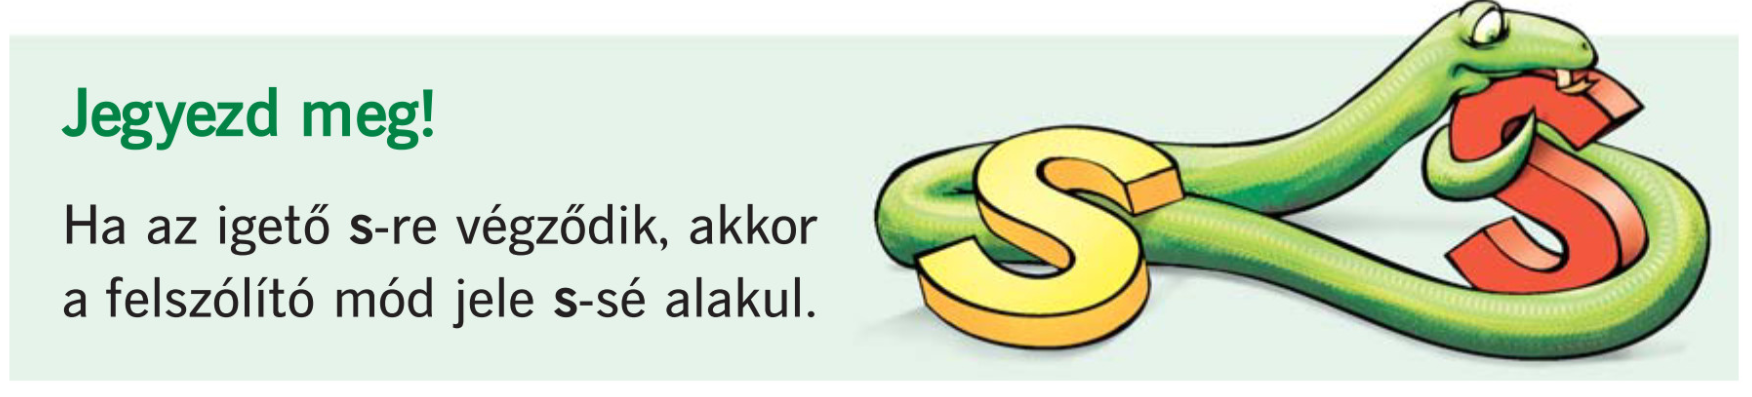 Jegyezd meg!
Ha az igető s-re végződik, akkor
a felszólító mód jele s-sé alakul.
S S